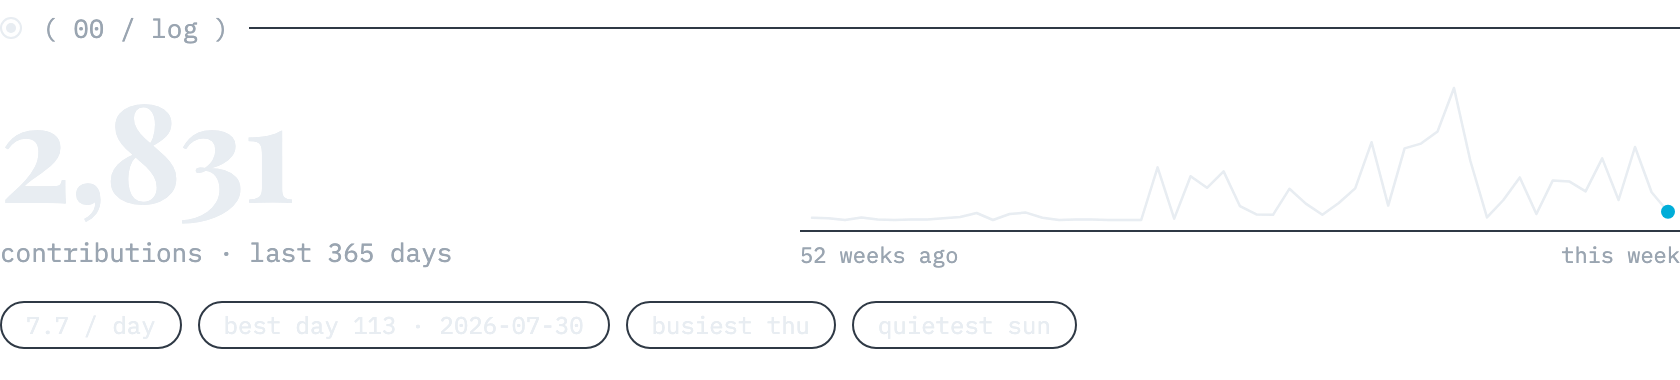 ( 00 / log )
2,831
contributions · last 365 days
52 weeks ago
this week
7.7 / day
best day 113 · 2026-07-30
busiest thu
quietest sun